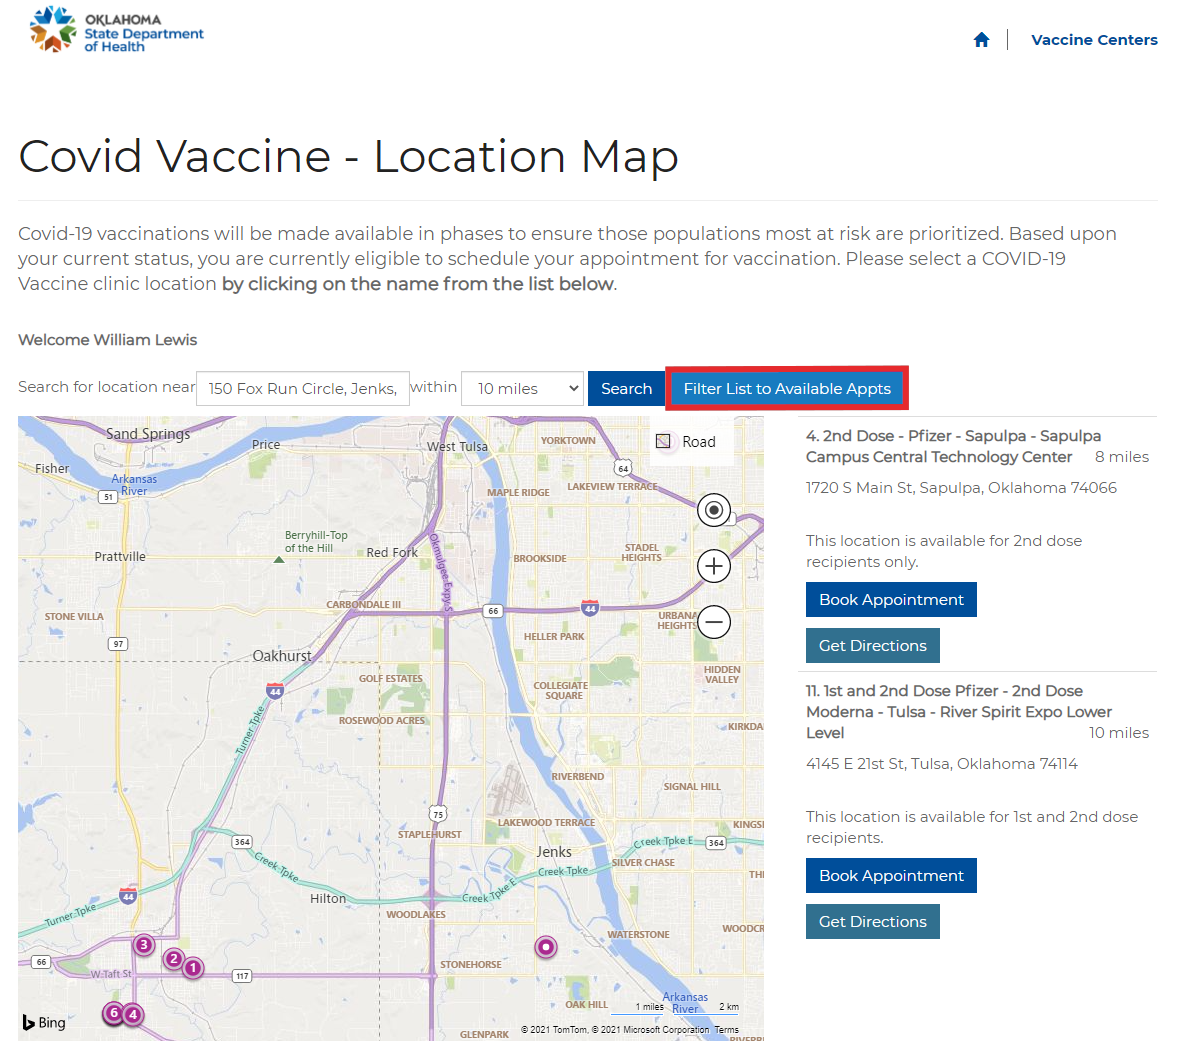 OKLAHOMA
State Department
of Health
Vaccine Centers
Covid Vaccine - Location Map
Covid-19 vaccinations will be made available in phases to ensure those populations most at risk are prioritized. Based upon
your current status, you are currently eligible to schedule your appointment for vaccination. Please select a COVID-19
Vaccine clinic location by clicking on the name from the list below.
Welcome William Lewis
Search for location near 150 Fox Run Circle, Jenks, within 10 miles Search Filter List to Available Appts
Sand Springs
Price
West Tulsa
YORKTOWN
Road
Fisher
64
Arkansas
River
LAKEVIEW TERRACE
MAPLE RIDGE
51
Berryhill-Top
of the Hill
Prattville
Red Fork
Okmulgee Expy S
BROOKSIDE
STADEL
HEIGHTS
CARBONDALE III
66
44
STONE VILLA
URBANA
HEIGHTS
HELLER PARK
97
Oakhurst
HIDDEN
VALLEY
GOLF ESTATES
COLLEGIATE
SQUARE
44
ROSEWOOD ACRES
KIRKDA
Turner Tpke
RIVERBEND
SIGNAL HILL
75
LAKEWOOD TERRACE
KINGS
STAPLEHURST
364
Creek Tpke E
364
Jenks
Creek Tpke
SILVER CHASE
Creek Tpke
TH
44
Hilton
Creek Tpke E
Turner Tpke
WOODLAKES
WATERSTONE
WOODCR
3
2
1
66
W Taft St
117
STONEHORSE
6
4
OAK HILL
Arkansas
River
1 miles
2 km
Bing
© 2021 TomTom, © 2021 Microsoft Corporation Terms
GLENPARK
RIVERB
4. 2nd Dose - Pfizer - Sapulpa - Sapulpa
Campus Central Technology Center 8 miles
1720 S Main St, Sapulpa, Oklahoma 74066
This location is available for 2nd dose
recipients only.
Book Appointment
Get Directions
11. 1st and 2nd Dose Pfizer - 2nd Dose
Moderna - Tulsa - River Spirit Expo Lower
Level 10 miles
4145 E 21st St, Tulsa, Oklahoma 74114
This location is available for 1st and 2nd dose
recipients.
Book Appointment
Get Directions